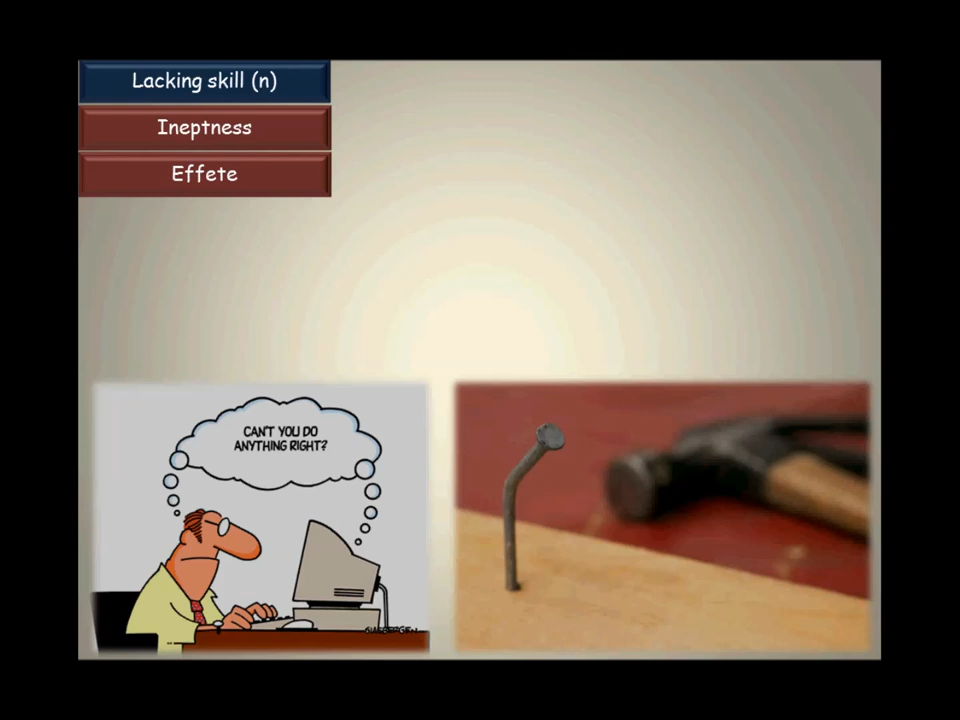 Lacking skill (n)
Ineptness
Effete
CAN'T YOU DO
ANYTHING RIGHT?